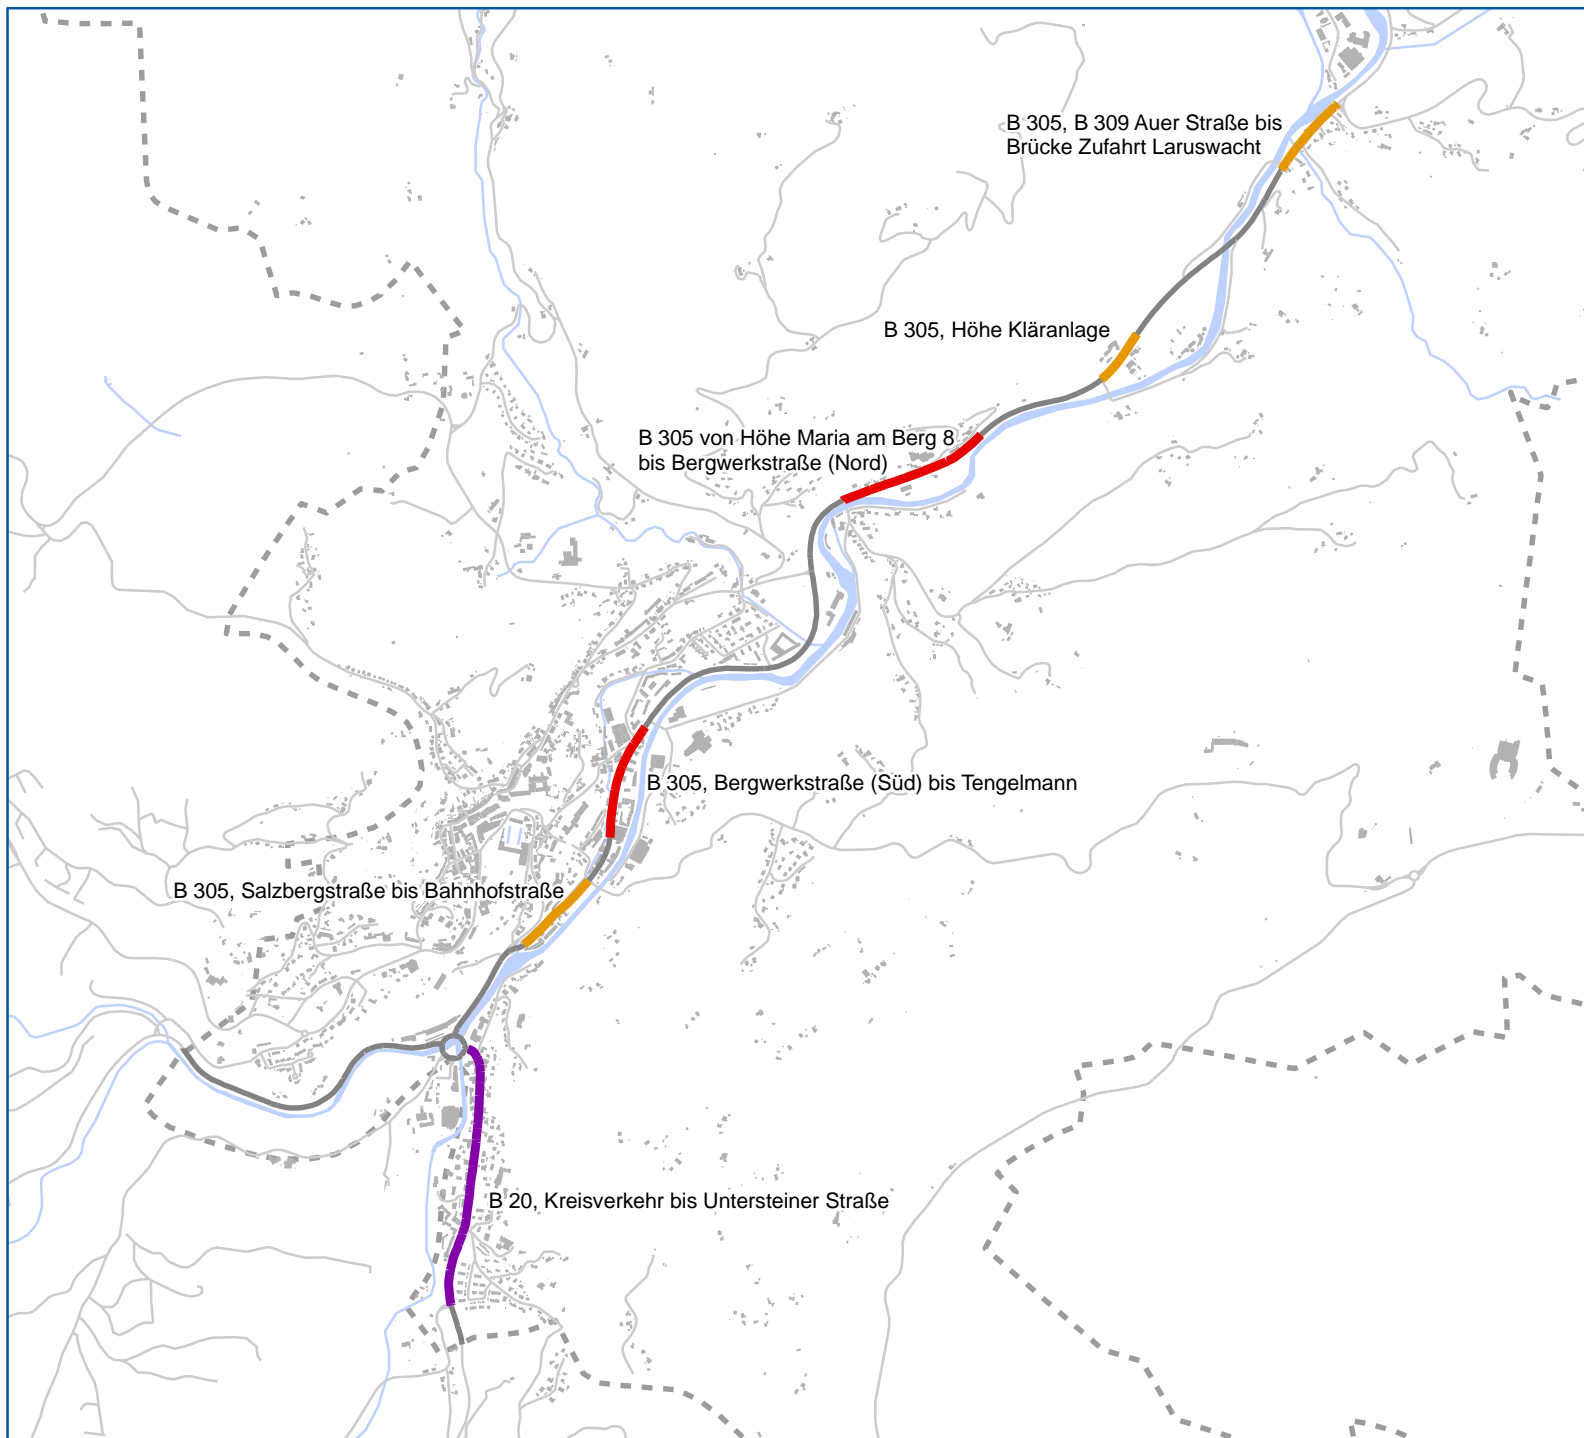 B 305, B 309 Auer Straße bis
Brücke Zufahrt Laruswacht
B 305, Höhe Kläranlage
B 305 von Höhe Maria am Berg 8
bis Bergwerkstraße (Nord)
B 305, Bergwerkstraße (Süd) bis Tengelmann
B 305, Salzbergstraße bis Bahnhofstraße
B 20, Kreisverkehr bis Untersteiner Straße